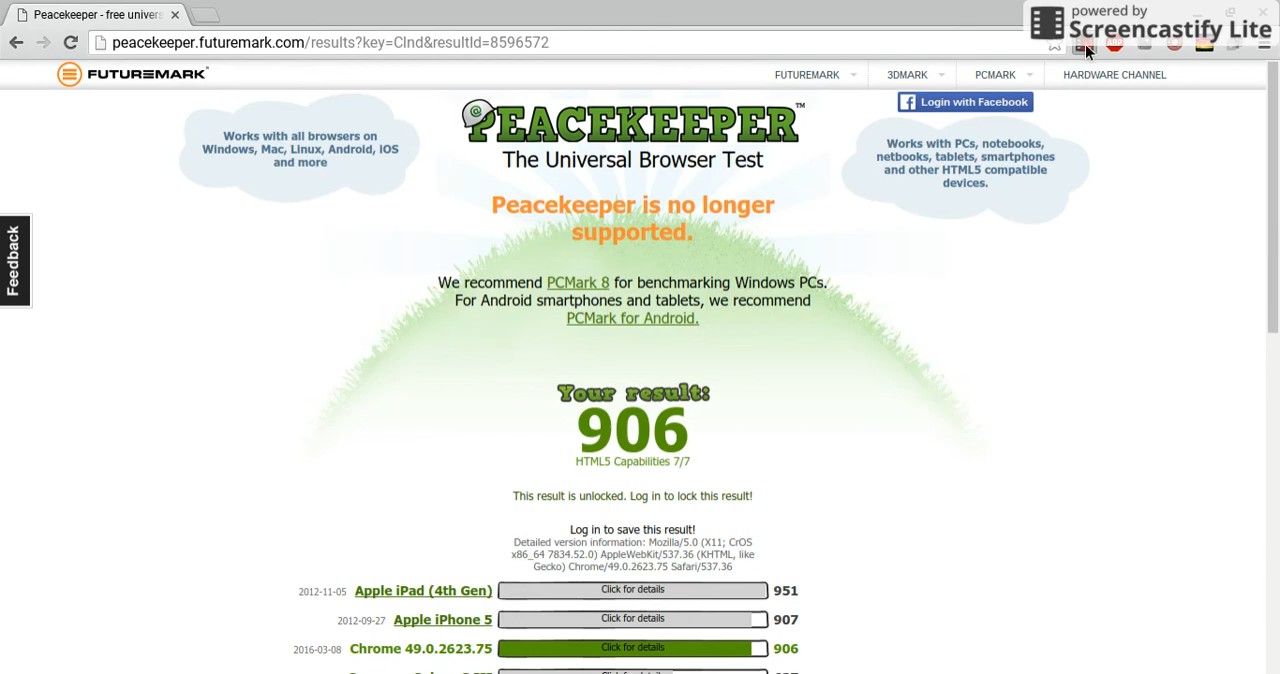 Peacekeeper - free univers
powered by
Screencastify Lite
peacekeeper.futuremark.com/results?key=CInd&resultId=8596572
FUTUREMARK
FUTUREMARK
3DMARK
PCMARK
HARDWARE CHANNEL
Login with Facebook
Works with all browsers on
Windows, Mac, Linux, Android, iOS
and more
PEACEKEEPER™
The Universal Browser Test
Works with PCs, notebooks,
netbooks, tablets, smartphones
and other HTML5 compatible
devices.
Peacekeeper is no longer
supported.
Feedback
We recommend PCMark 8 for benchmarking Windows PCs.
For Android smartphones and tablets, we recommend
PCMark for Android.
Your result:
906
HTML5 Capabilities 7/7
This result is unlocked. Log in to lock this result!
Log in to save this result!
Detailed version information: Mozilla/5.0 (X11; CrOS
x86_64 7834.52.0) AppleWebKit/537.36 (KHTML, like
Gecko) Chrome/49.0.2623.75 Safari/537.36
2012-11-05 Apple iPad (4th Gen) Click for details 951
2012-09-27 Apple iPhone 5 Click for details 907
2016-03-08 Chrome 49.0.2623.75 Click for details 906